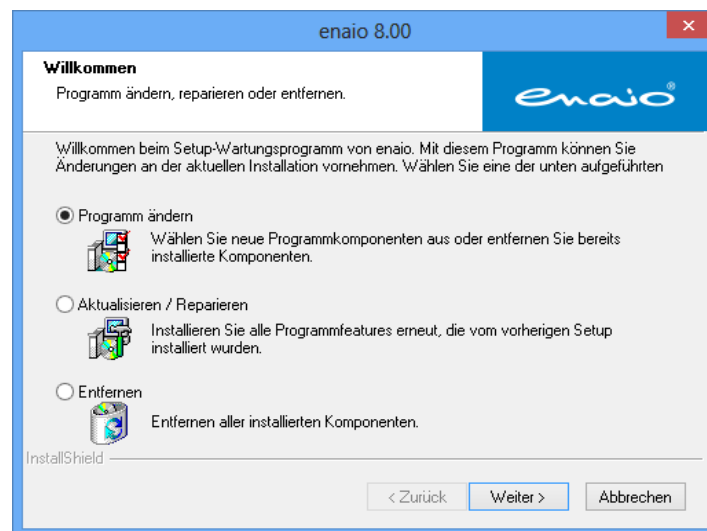 enaio 8.00
Willkommen
Programm ändern, reparieren oder entfernen.
enaio®
Willkommen beim Setup-Wartungsprogramm von enaio. Mit diesem Programm können Sie
Änderungen an der aktuellen Installation vornehmen. Wählen Sie eine der unten aufgeführten
Programm ändern
Wählen Sie neue Programmkomponenten aus oder entfernen Sie bereits
installierte Komponenten.
Aktualisieren / Reparieren
Installieren Sie alle Programmfeatures erneut, die vom vorherigen Setup
installiert wurden.
Entfernen
Entfernen aller installierten Komponenten.
InstallShield
< Zurück Weiter > Abbrechen